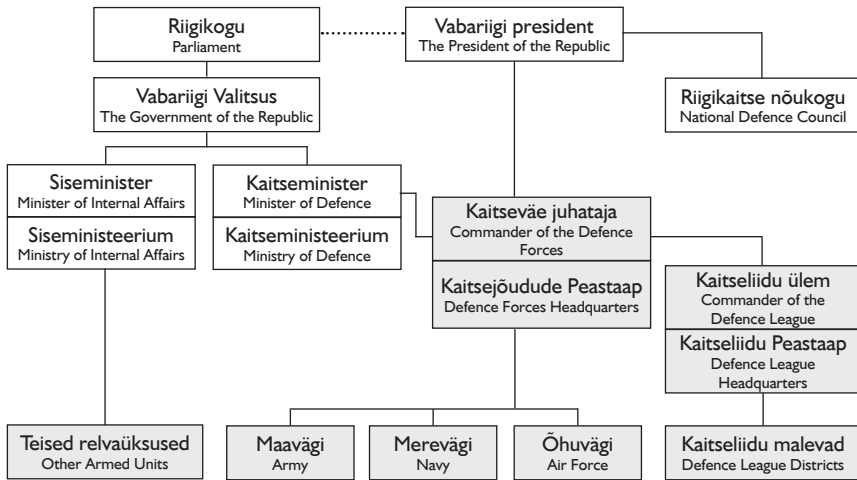 Riigikogu
Parliament
Vabariigi president
The President of the Republic
Vabariigi Valitsus
The Government of the Republic
Riigikaitse nõukogu
National Defence Council
Siseminister
Minister of Internal Affairs
Siseministeerium
Ministry of Internal Affairs
Kaitseminister
Minister of Defence
Kaitseministeerium
Ministry of Defence
Kaitseväe juhataja
Commander of the Defence
Forces
Kaitsejõudude Peastaap
Defence Forces Headquarters
Kaitseliidu ülem
Commander of the
Defence League
Kaitseliidu Peastaap
Defence League
Headquarters
Teised relvaüksused
Other Armed Units
Maavägi
Army
Merevägi
Navy
Õhuvägi
Air Force
Kaitseliidu malevad
Defence League Districts